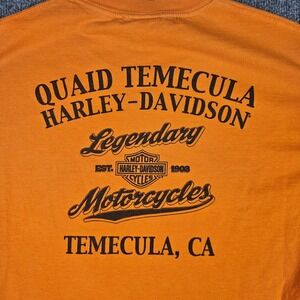 QUAID TEMECULA
HARLEY-DAVIDSON
Legendary
MOTOR
EST. HARLEY-DAVIDSON 1903
CYCLES
Motorcycles
TEMECULA, CA